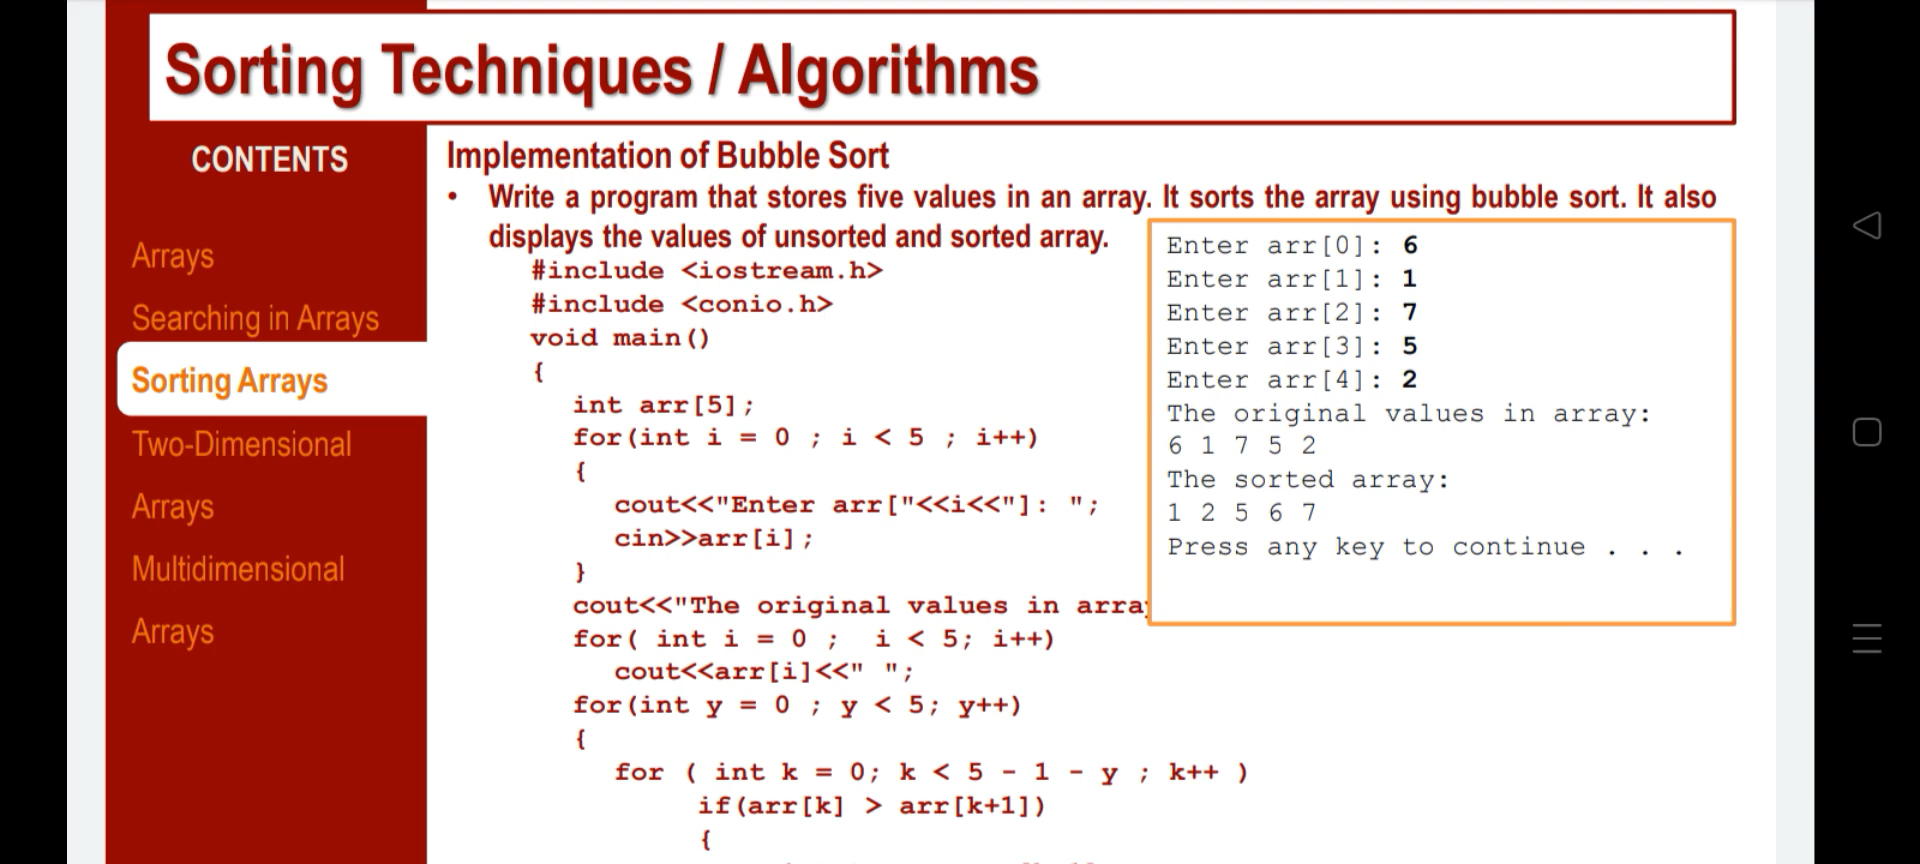 Sorting Techniques / Algorithms
CONTENTS
Arrays
Searching in Arrays
Sorting Arrays
Two-Dimensional
Arrays
Multidimensional
Arrays
Implementation of Bubble Sort
• Write a program that stores five values in an array. It sorts the array using bubble sort. It also
displays the values of unsorted and sorted array.
#include <iostream.h>
#include <conio.h>
void main()
{
int arr[5];
for(int i = 0 ; i < 5 ; i++)
{
cout<<"Enter arr["<<i<<"]: ";
cin>>arr[i];
}
cout<<"The original values in arra
for( int i = 0 ; i < 5; i++)
cout<<arr[i]<<" ";
for(int y = 0 ; y < 5; y++)
{
for ( int k = 0; k < 5 - 1 - y ; k++ )
if(arr[k] > arr[k+1])
{
Enter arr[0]: 6
Enter arr[1]: 1
Enter arr[2]: 7
Enter arr[3]: 5
Enter arr[4]: 2
The original values in array:
6 1 7 5 2
The sorted array:
1 2 5 6 7
Press any key to continue . . .